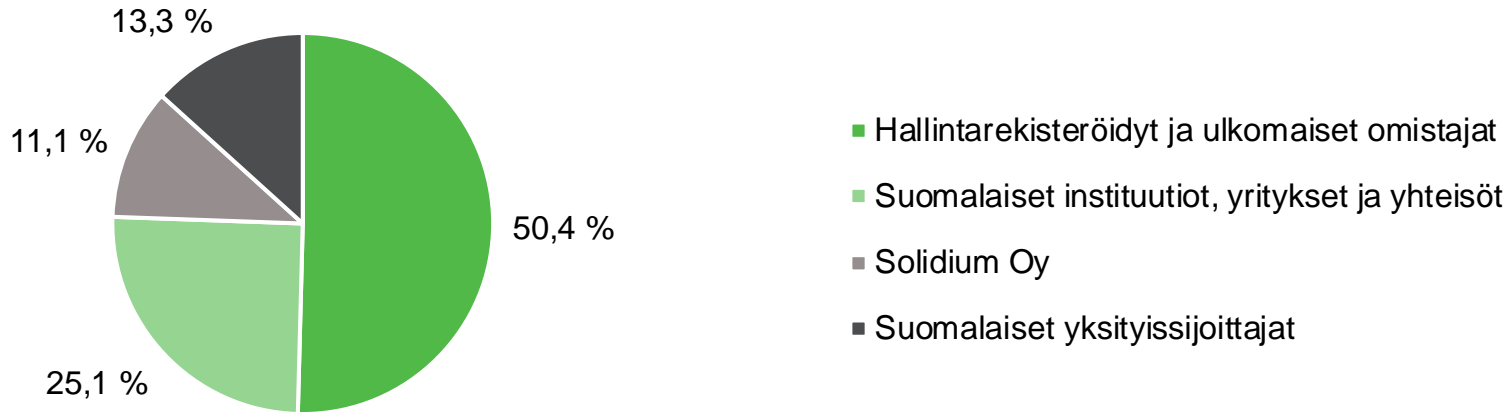 13,3 %
11,1 %
50,4 %
25,1 %
Hallintarekisteröidyt ja ulkomaiset omistajat
Suomalaiset instituutiot, yritykset ja yhteisöt
Solidium Oy
Suomalaiset yksityissijoittajat